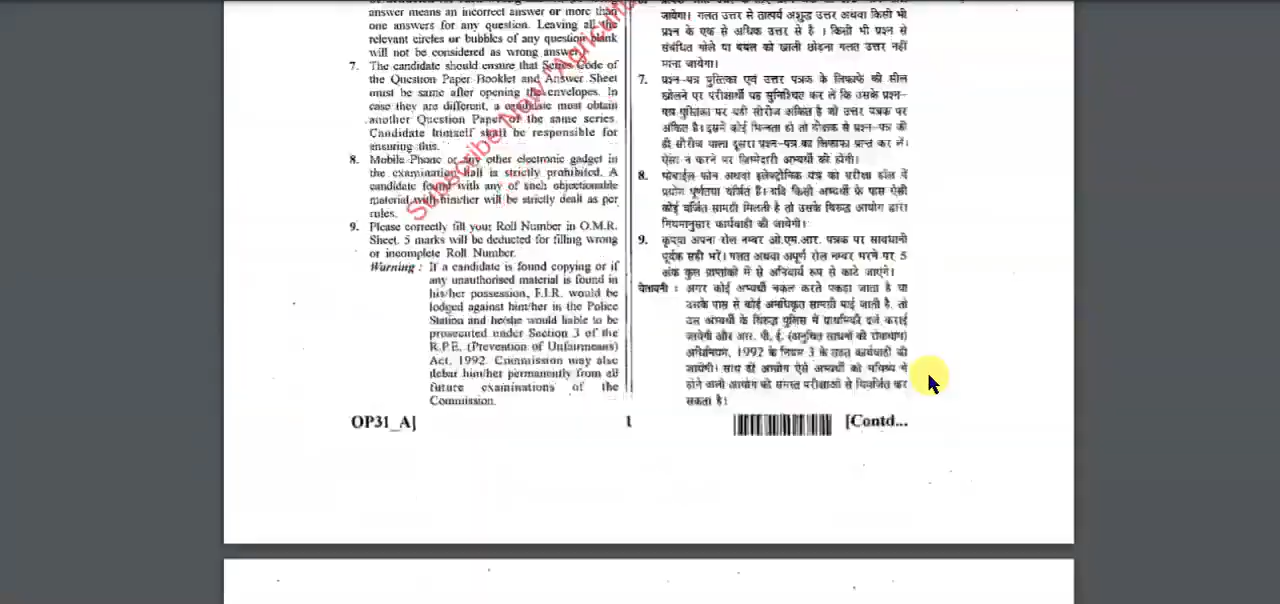 answer means an incorrect answer or more than
one answers for any question. Leaving all the
relevant circles or bubbles of any question blank
will not be considered as wrong answer.
7. The candidate should ensure that Series Code of
the Question Paper Booklet and Answer Sheet
must be same after opening the envelopes. In
case they are different, a candidate must obtain
another Question Paper of the same series.
Candidate himself shall be responsible for
ensuring this.
8. Mobile Phone or any other electronic gadget in
the examination hall is strictly prohibited. A
candidate found with any of such objectionable
material with him/her will be strictly dealt as per
rules.
9. Please correctly fill your Roll Number in O.M.R.
Sheet. 5 marks will be deducted for filling wrong
or incomplete Roll Number.
Warning : If a candidate is found copying or if
any unauthorised material is found in
his/her possession, F.I.R. would be
lodged against him/her in the Police
Station and he/she would liable to be
prosecuted under Section 3 of the
R.P.E. (Prevention of Unfairmeans)
Act, 1992. Commission may also
debar him/her permanently from all
future examinations of the
Commission.
जायेगा। गलत उत्तर से तात्पर्य अशुद्ध उत्तर अथवा किसी भी
प्रश्न के एक से अधिक उत्तर से है । किसी भी प्रश्न से
संबंधित गोले या बबल को खाली छोड़ना गलत उत्तर नहीं
माना जायेगा।
7. प्रश्न-पत्र पुस्तिका एवं उत्तर पत्रक के लिफाफे की सील
खोलने पर परीक्षार्थी यह सुनिश्चित कर लें कि उसके प्रश्न-
पत्र पुस्तिका पर वही सीरीज अंकित है जो उत्तर पत्रक पर
अंकित है। इसमें कोई भिन्नता हो तो वीक्षक से प्रश्न-पत्र की
ही सीरीज वाला दूसरा प्रश्न-पत्र का लिफाफा प्राप्त कर लें।
ऐसा न करने पर जिम्मेदारी अभ्यर्थी की होगी।
8. मोबाईल फोन अथवा इलेक्ट्रोनिक यंत्र का परीक्षा हॉल में
प्रयोग पूर्णतया वर्जित है। यदि किसी अभ्यर्थी के पास ऐसी
कोई वर्जित सामग्री मिलती है तो उसके विरुद्ध आयोग द्वारा
नियमानुसार कार्यवाही की जायेगी।
9. कृपया अपना रोल नम्बर ओ.एम.आर. पत्रक पर सावधानी
पूर्वक सही भरें। गलत अथवा अपूर्ण रोल नम्बर भरने पर 5
अंक कुल प्राप्तांकों में से अनिवार्य रूप से काटे जाएंगे।
चेतावनी : अगर कोई अभ्यर्थी नकल करते पकड़ा जाता है या
उसके पास से कोई अनधिकृत सामग्री पाई जाती है, तो
उस अभ्यर्थी के विरुद्ध पुलिस में प्राथमिकी दर्ज कराई
जायेगी और आर. पी. ई. (अनुचित साधनों की रोकथाम)
अधिनियम, 1992 के नियम 3 के तहत कार्यवाही की
जायेगी। साथ ही आयोग ऐसे अभ्यर्थी को भविष्य में
होने वाली आयोग की समस्त परीक्षाओं से विवर्जित कर
सकता है।
OP31_A] 1 [Contd...
Subscribe Now